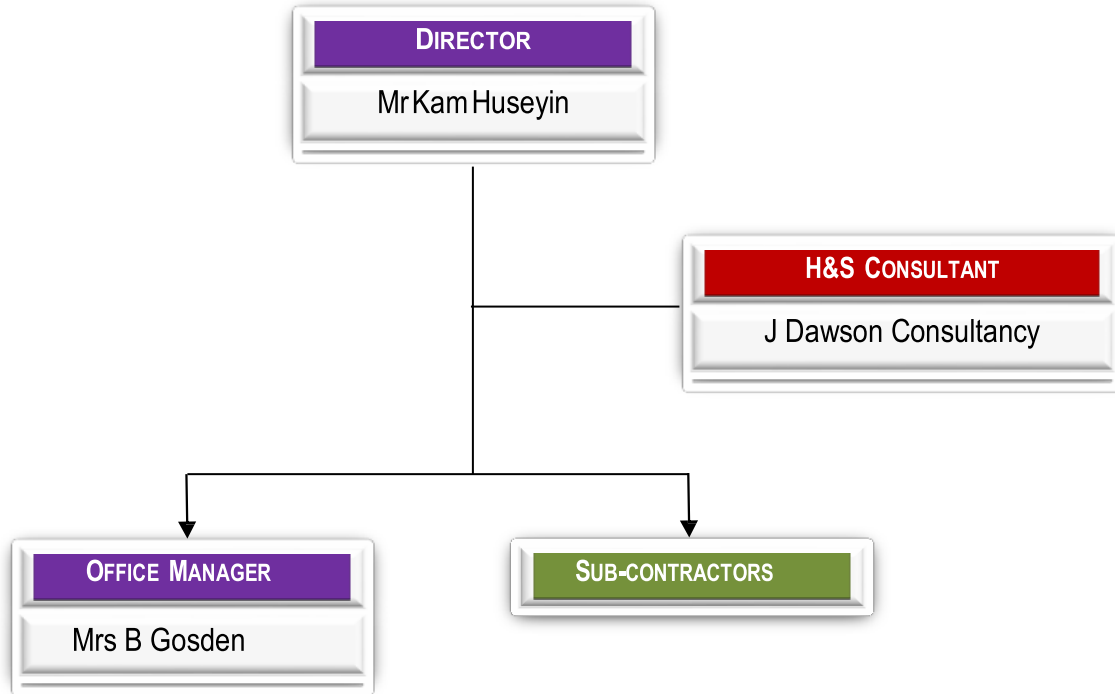 DIRECTOR
Mr Kam Huseyin
H&S CONSULTANT
J Dawson Consultancy
OFFICE MANAGER
Mrs B Gosden
SUB-CONTRACTORS